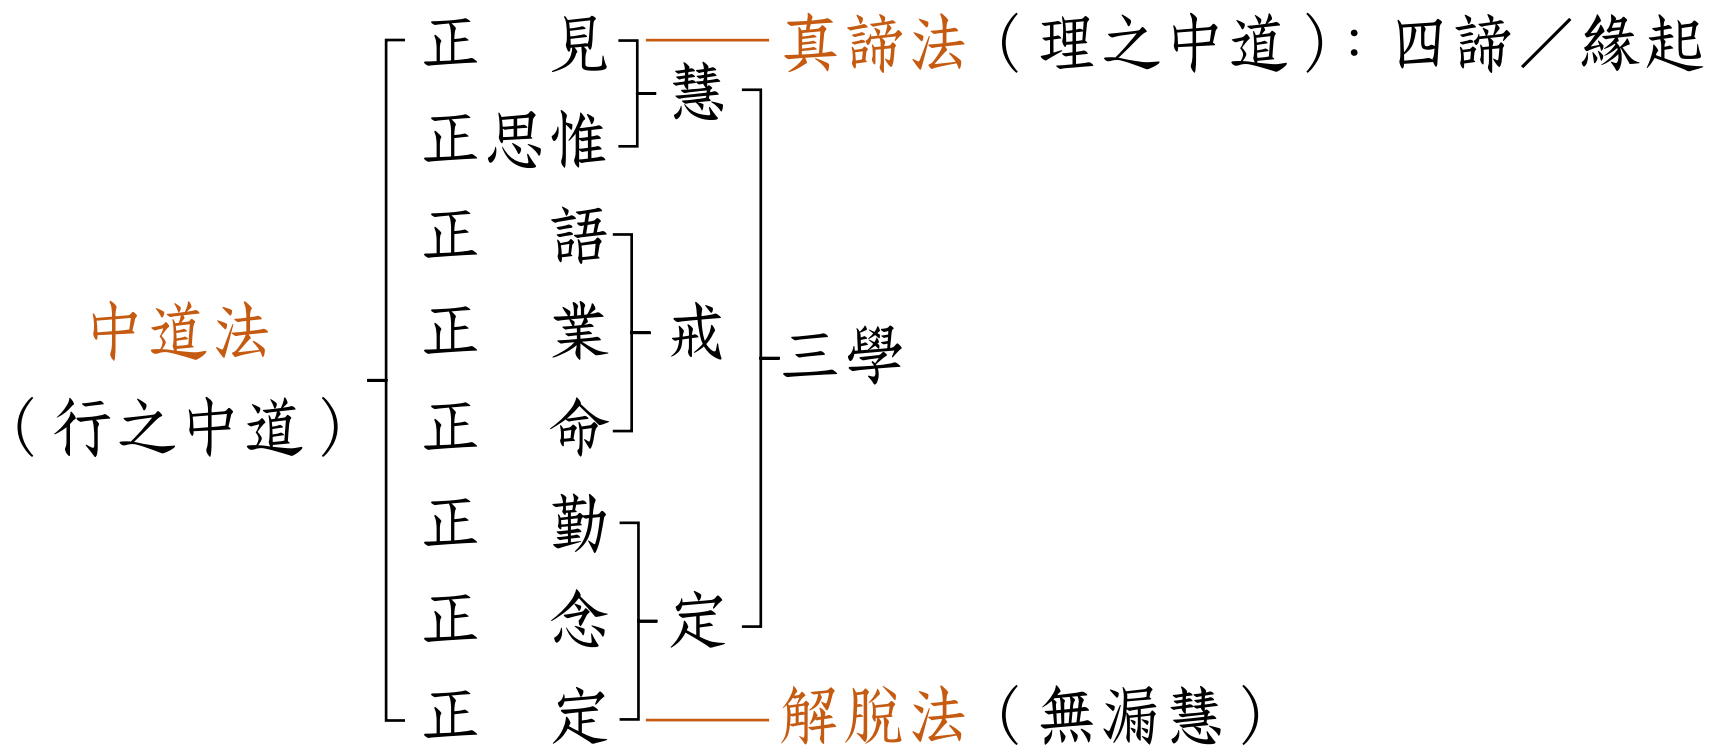 正見 真諦法（理之中道）：四諦／緣起
慧
正思惟
正語
中道法
正業 戒 三學
（行之中道）
正命
正勤
正念 定
正定 解脫法（無漏慧）